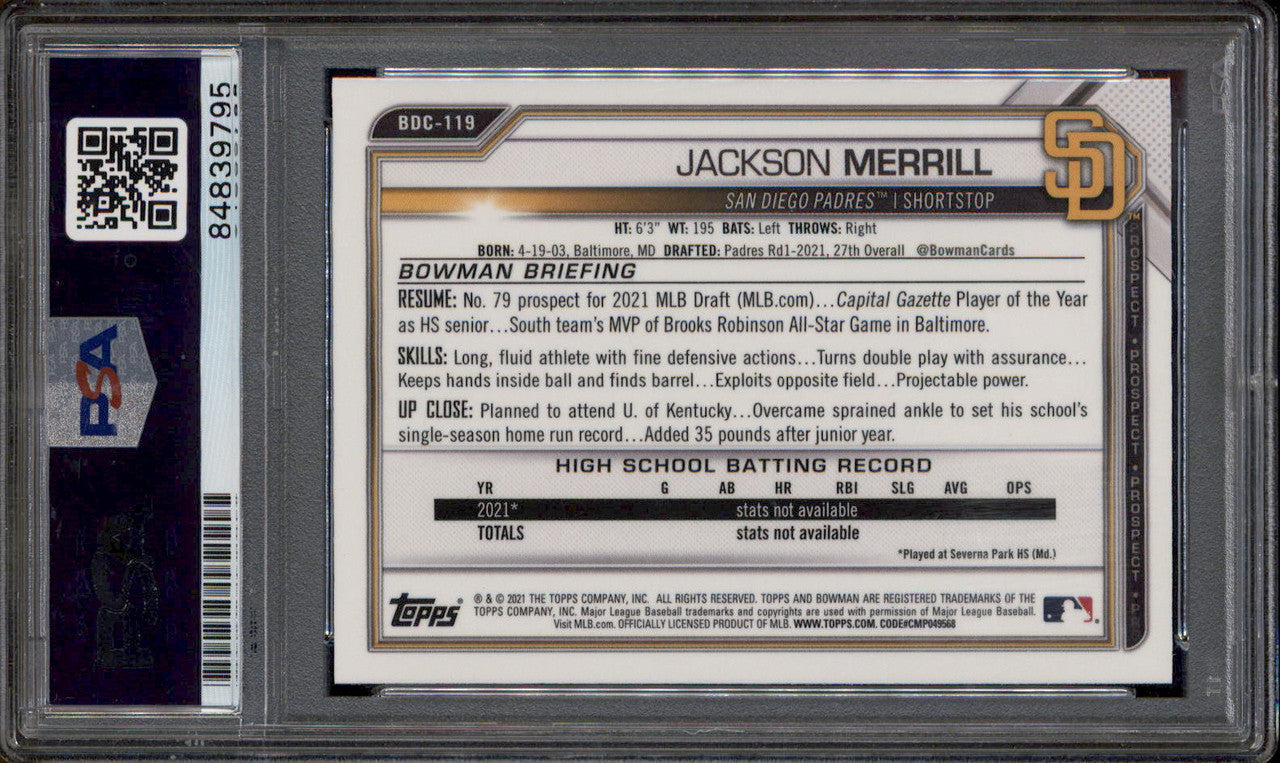 84839795
PSA
BDC-119
SD
JACKSON MERRILL
SAN DIEGO PADRES™ | SHORTSTOP
HT: 6'3" WT: 195 BATS: Left THROWS: Right
BORN: 4-19-03, Baltimore, MD DRAFTED: Padres Rd1-2021, 27th Overall @BowmanCards
BOWMAN BRIEFING
RESUME: No. 79 prospect for 2021 MLB Draft (MLB.com)...Capital Gazette Player of the Year
as HS senior...South team's MVP of Brooks Robinson All-Star Game in Baltimore.
SKILLS: Long, fluid athlete with fine defensive actions...Turns double play with assurance...
Keeps hands inside ball and finds barrel...Exploits opposite field...Projectable power.
UP CLOSE: Planned to attend U. of Kentucky...Overcame sprained ankle to set his school's
single-season home run record...Added 35 pounds after junior year.
HIGH SCHOOL BATTING RECORD
YR G AB HR RBI SLG AVG OPS
2021* stats not available
TOTALS stats not available
*Played at Severna Park HS (Md.)
PROSPECT • PROSPECT • PROSPECT • P
topps
® & © 2021 THE TOPPS COMPANY, INC. ALL RIGHTS RESERVED. TOPPS AND BOWMAN ARE REGISTERED TRADEMARKS OF THE
TOPPS COMPANY, INC. Major League Baseball trademarks and copyrights are used with permission of Major League Baseball.
Visit MLB.com. OFFICIALLY LICENSED PRODUCT OF MLB. WWW.TOPPS.COM. CODE#CMP049568